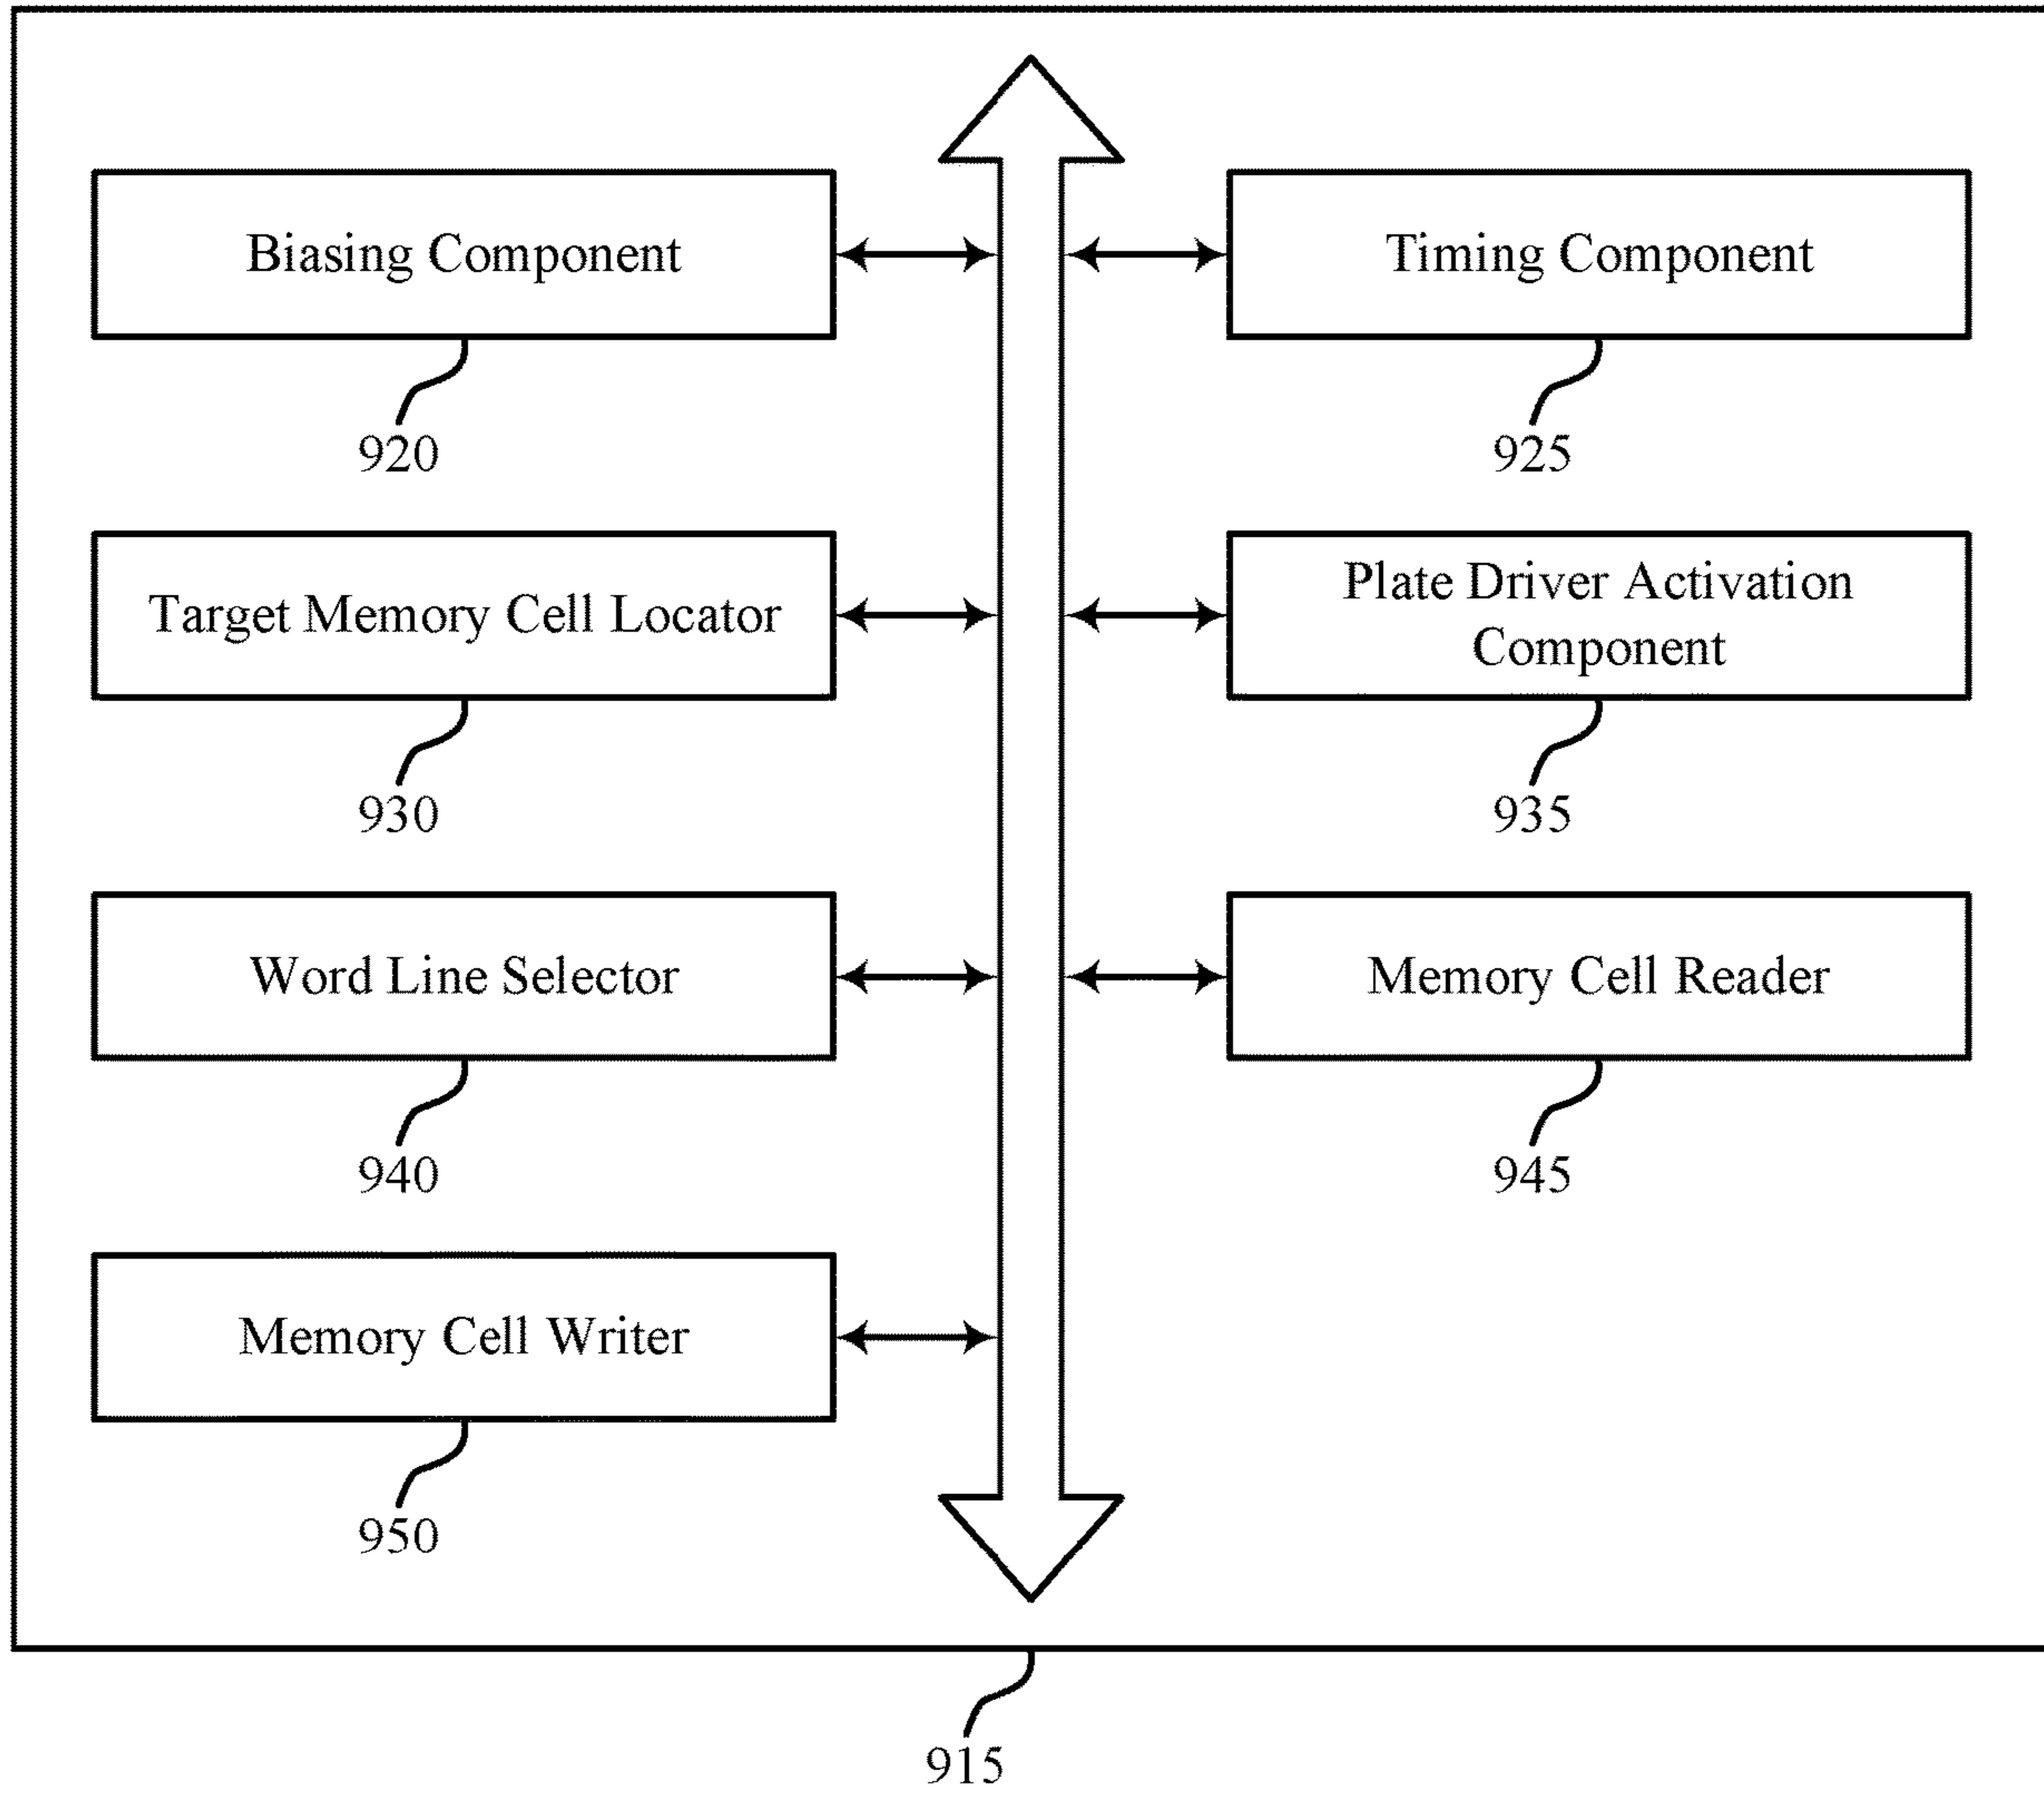 Biasing Component
Timing Component
920
925
Target Memory Cell Locator
Plate Driver Activation
Component
930
935
Word Line Selector
Memory Cell Reader
940
945
Memory Cell Writer
950
915